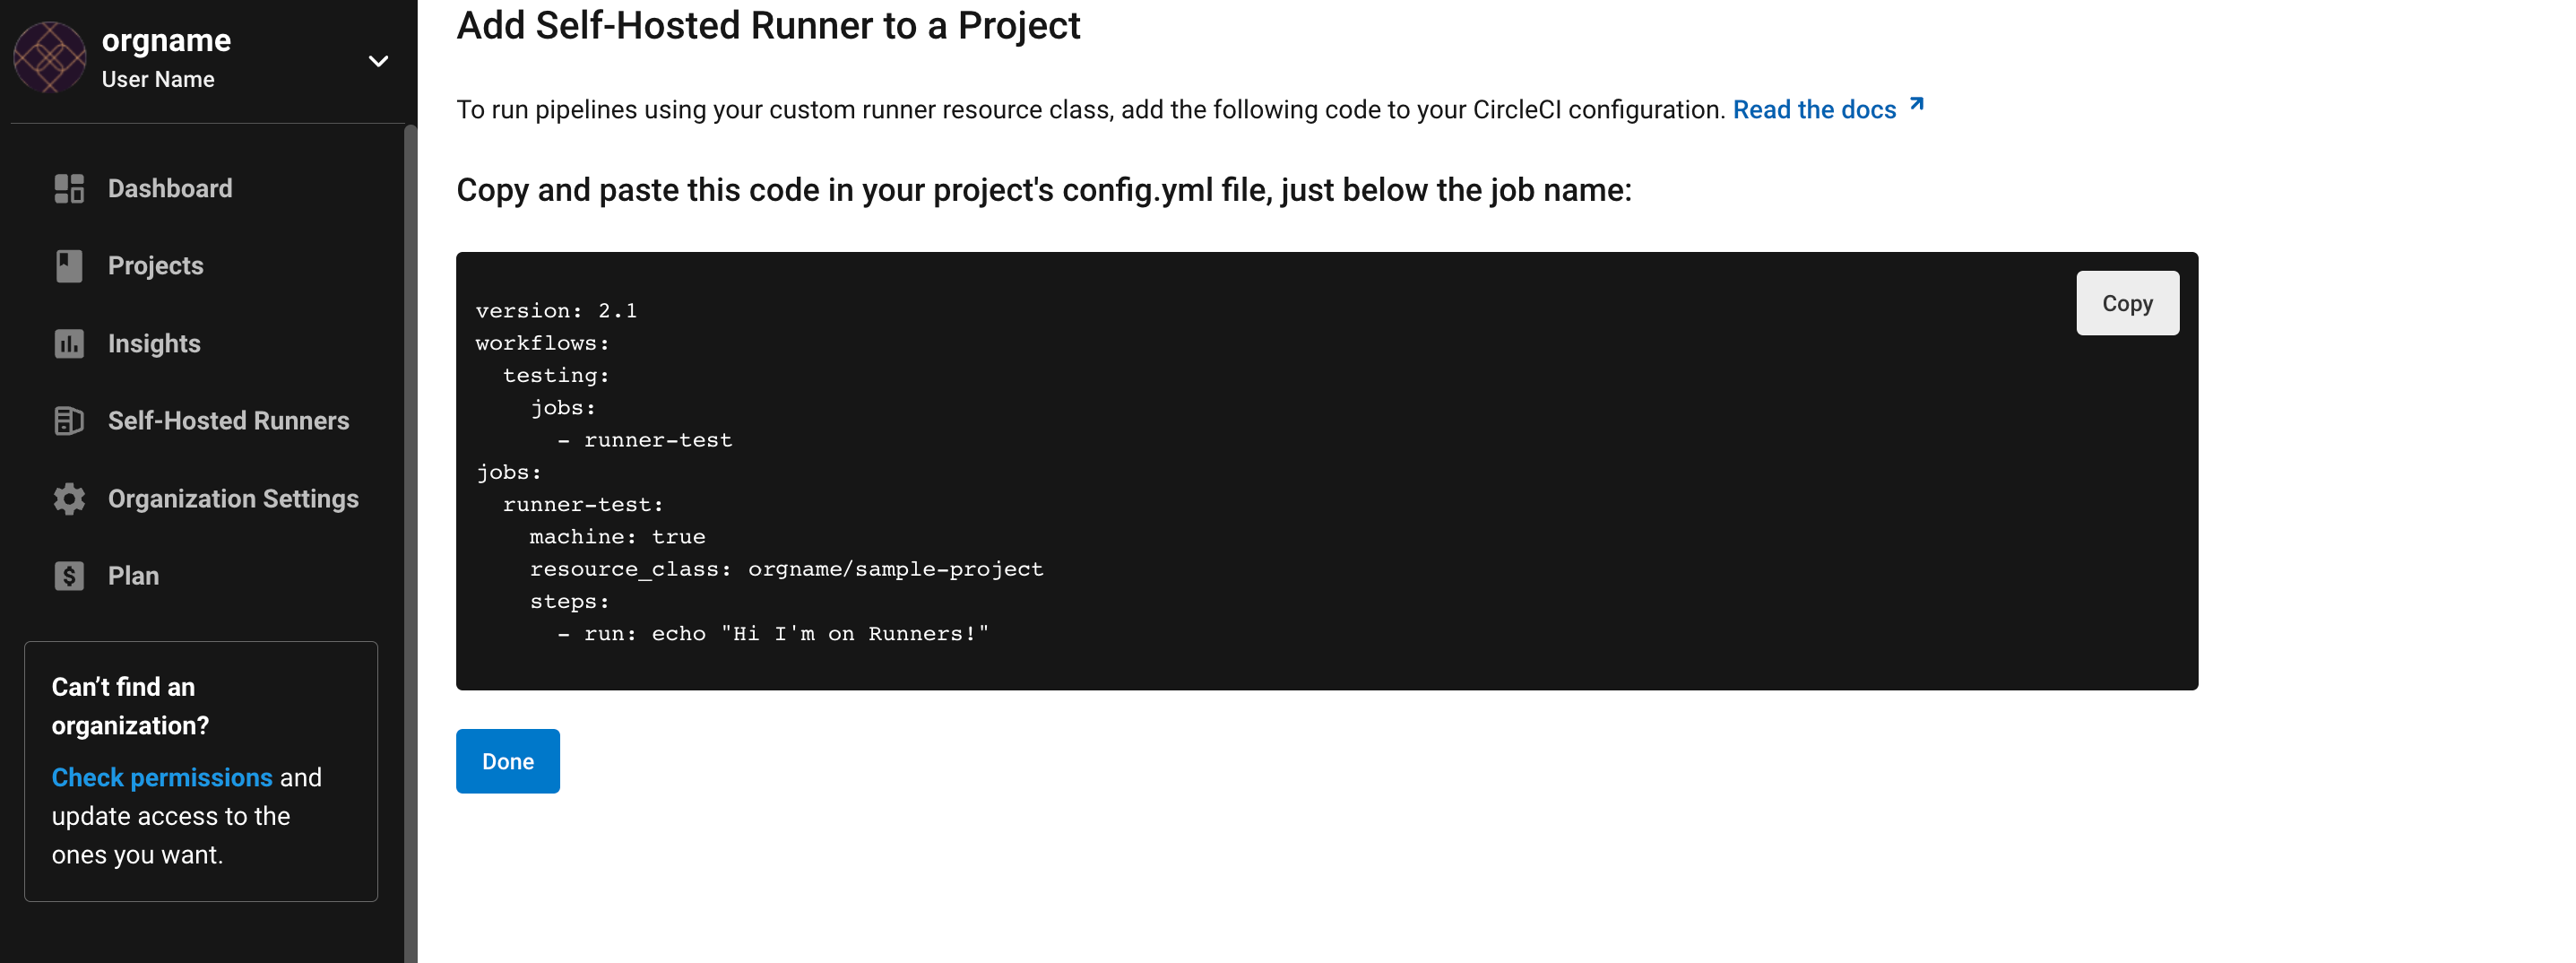 orgname
User Name
Dashboard
Projects
Insights
Self-Hosted Runners
Organization Settings
Plan
Can’t find an
organization?
Check permissions and
update access to the
ones you want.
Add Self-Hosted Runner to a Project
To run pipelines using your custom runner resource class, add the following code to your CircleCI configuration. Read the docs
Copy and paste this code in your project's config.yml file, just below the job name:
Copy
version: 2.1
workflows:
  testing:
    jobs:
      - runner-test
jobs:
  runner-test:
    machine: true
    resource_class: orgname/sample-project
    steps:
      - run: echo "Hi I'm on Runners!"
Done